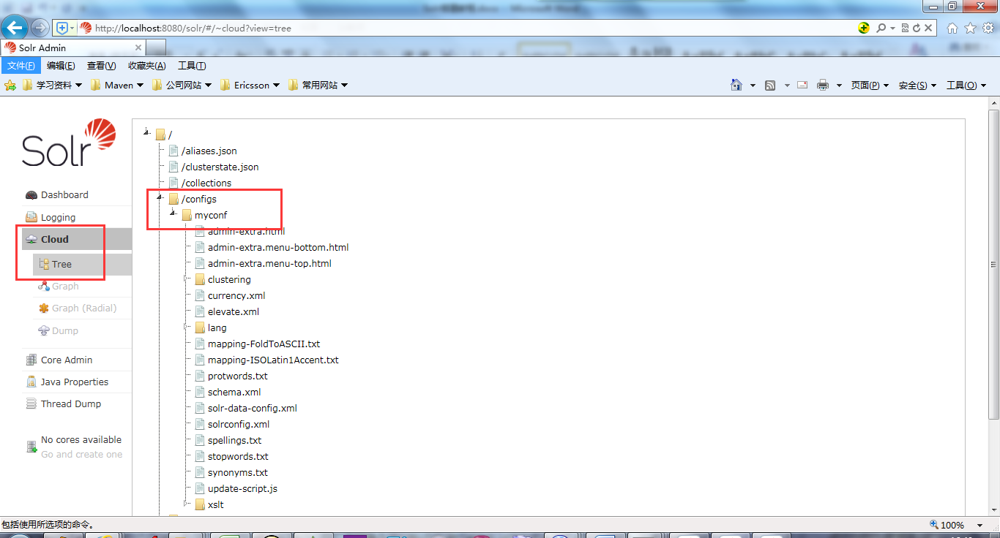 http://localhost:8080/solr/#/~cloud?view=tree
Solr Admin
文件(F) 编辑(E) 查看(V) 收藏夹(A) 工具(T)
学习资料 Maven 公司网站 Ericsson 常用网站 页面(P) 安全(S) 工具(O)
Solr
Dashboard
Logging
Cloud
Tree
Graph
Graph (Radial)
Dump
Core Admin
Java Properties
Thread Dump
No cores available
Go and create one
/
/aliases.json
/clusterstate.json
/collections
/configs
myconf
admin-extra.html
admin-extra.menu-bottom.html
admin-extra.menu-top.html
clustering
currency.xml
elevate.xml
lang
mapping-FoldToASCII.txt
mapping-ISOLatin1Accent.txt
protwords.txt
schema.xml
solr-data-config.xml
solrconfig.xml
spellings.txt
stopwords.txt
synonyms.txt
update-script.js
xslt
包括使用所选项的命令。 100%